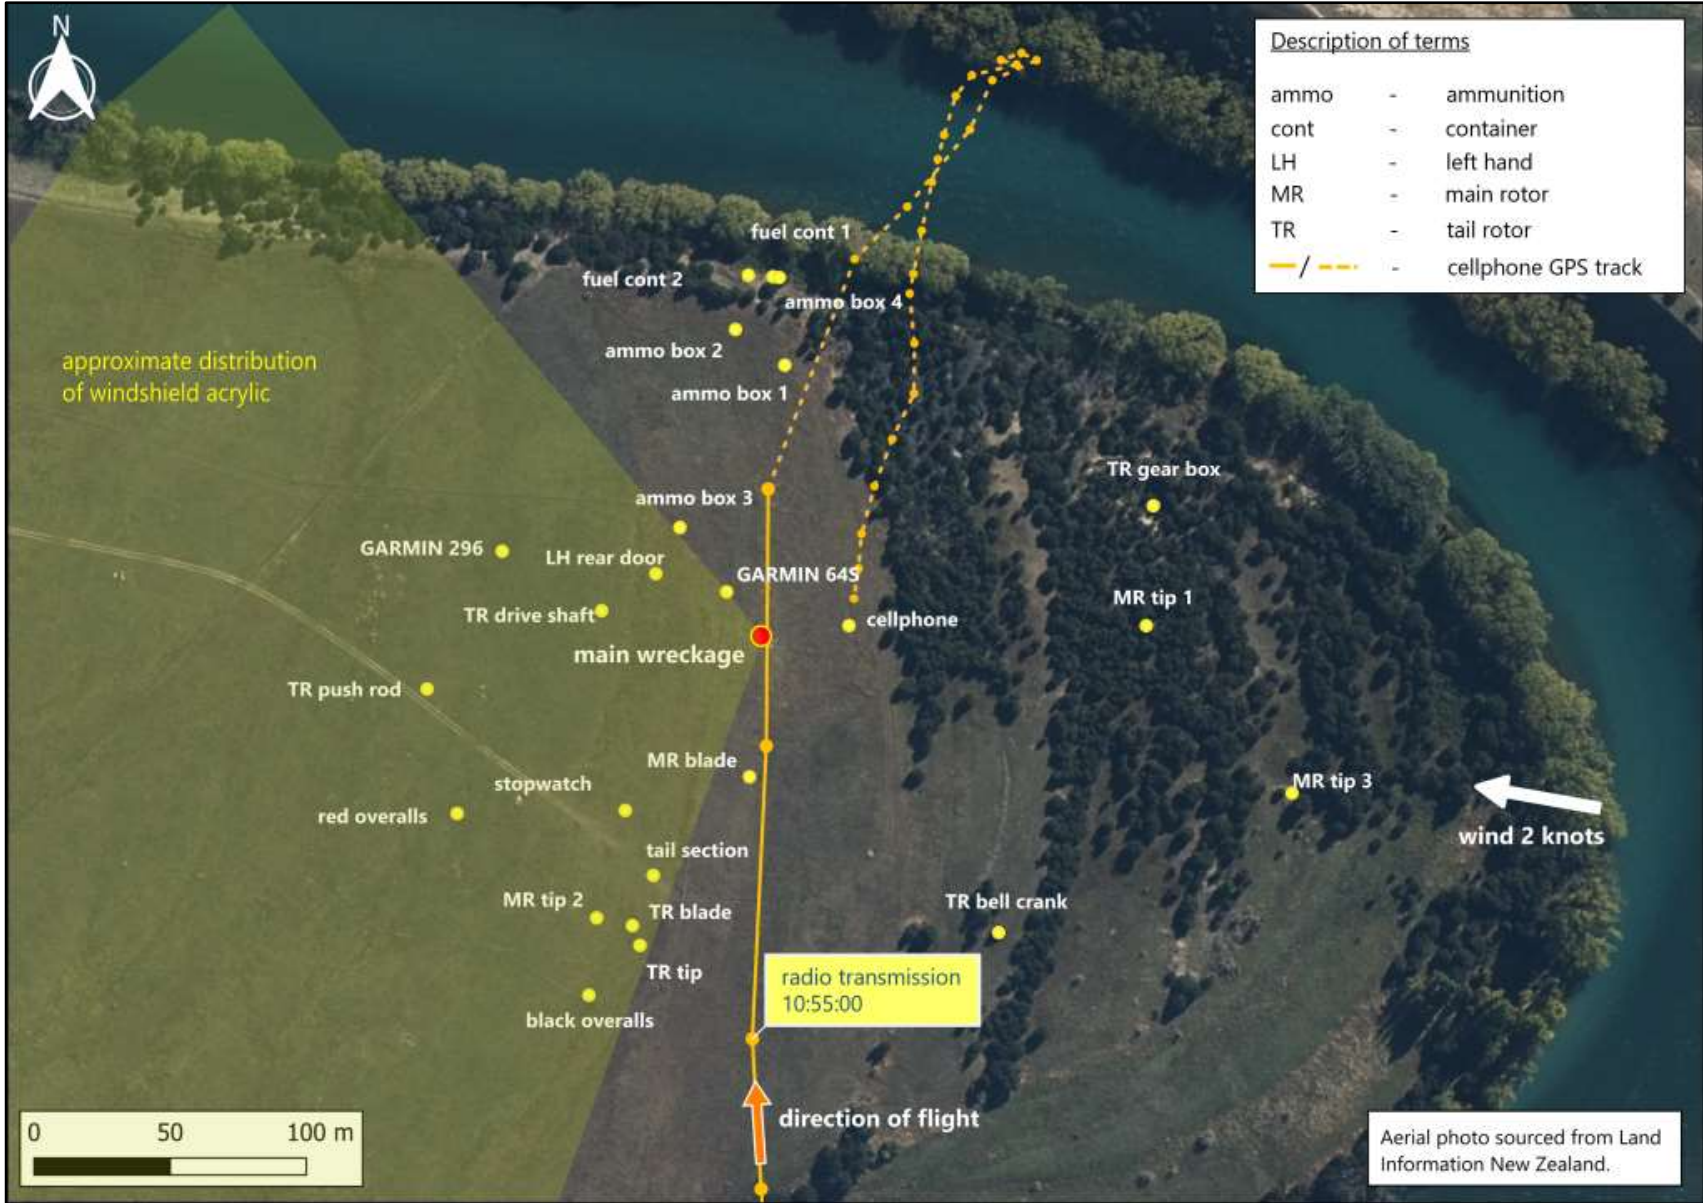 N
Description of terms
ammo - ammunition
cont - container
LH - left hand
MR - main rotor
TR - tail rotor
/ - cellphone GPS track
fuel cont 1
fuel cont 2
ammo box 4
ammo box 2
approximate distribution
of windshield acrylic
ammo box 1
TR gear box
ammo box 3
GARMIN 296
LH rear door
GARMIN 64S
MR tip 1
TR drive shaft
cellphone
main wreckage
TR push rod
MR blade
stopwatch
MR tip 3
red overalls
wind 2 knots
tail section
MR tip 2
TR bell crank
TR blade
TR tip
radio transmission
10:55:00
black overalls
direction of flight
0 50 100 m
Aerial photo sourced from Land
Information New Zealand.